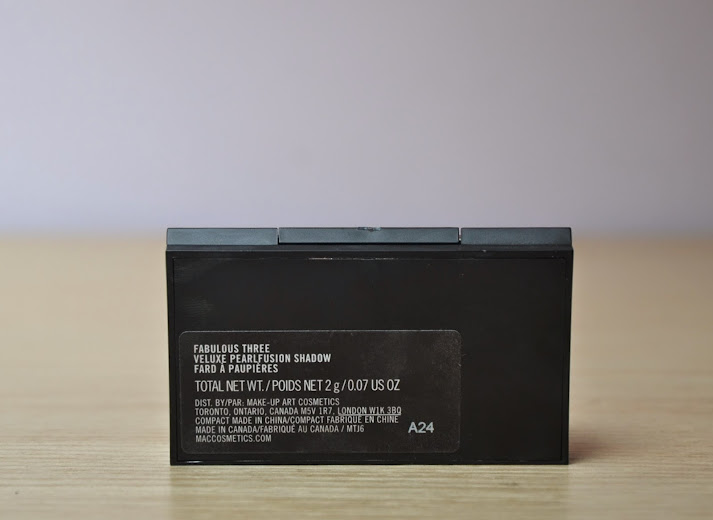 FABULOUS THREE
VELUXE PEARLFUSION SHADOW
FARD À PAUPIÈRES
TOTAL NET WT. / POIDS NET 2 g / 0.07 US OZ
DIST. BY/PAR: MAKE-UP ART COSMETICS
TORONTO, ONTARIO, CANADA M5V 1R7. LONDON W1K 3BQ
COMPACT MADE IN CHINA/COMPACT FABRIQUÉ EN CHINE
MADE IN CANADA/FABRIQUÉ AU CANADA / MTJ6
MACCOSMETICS.COM
A24